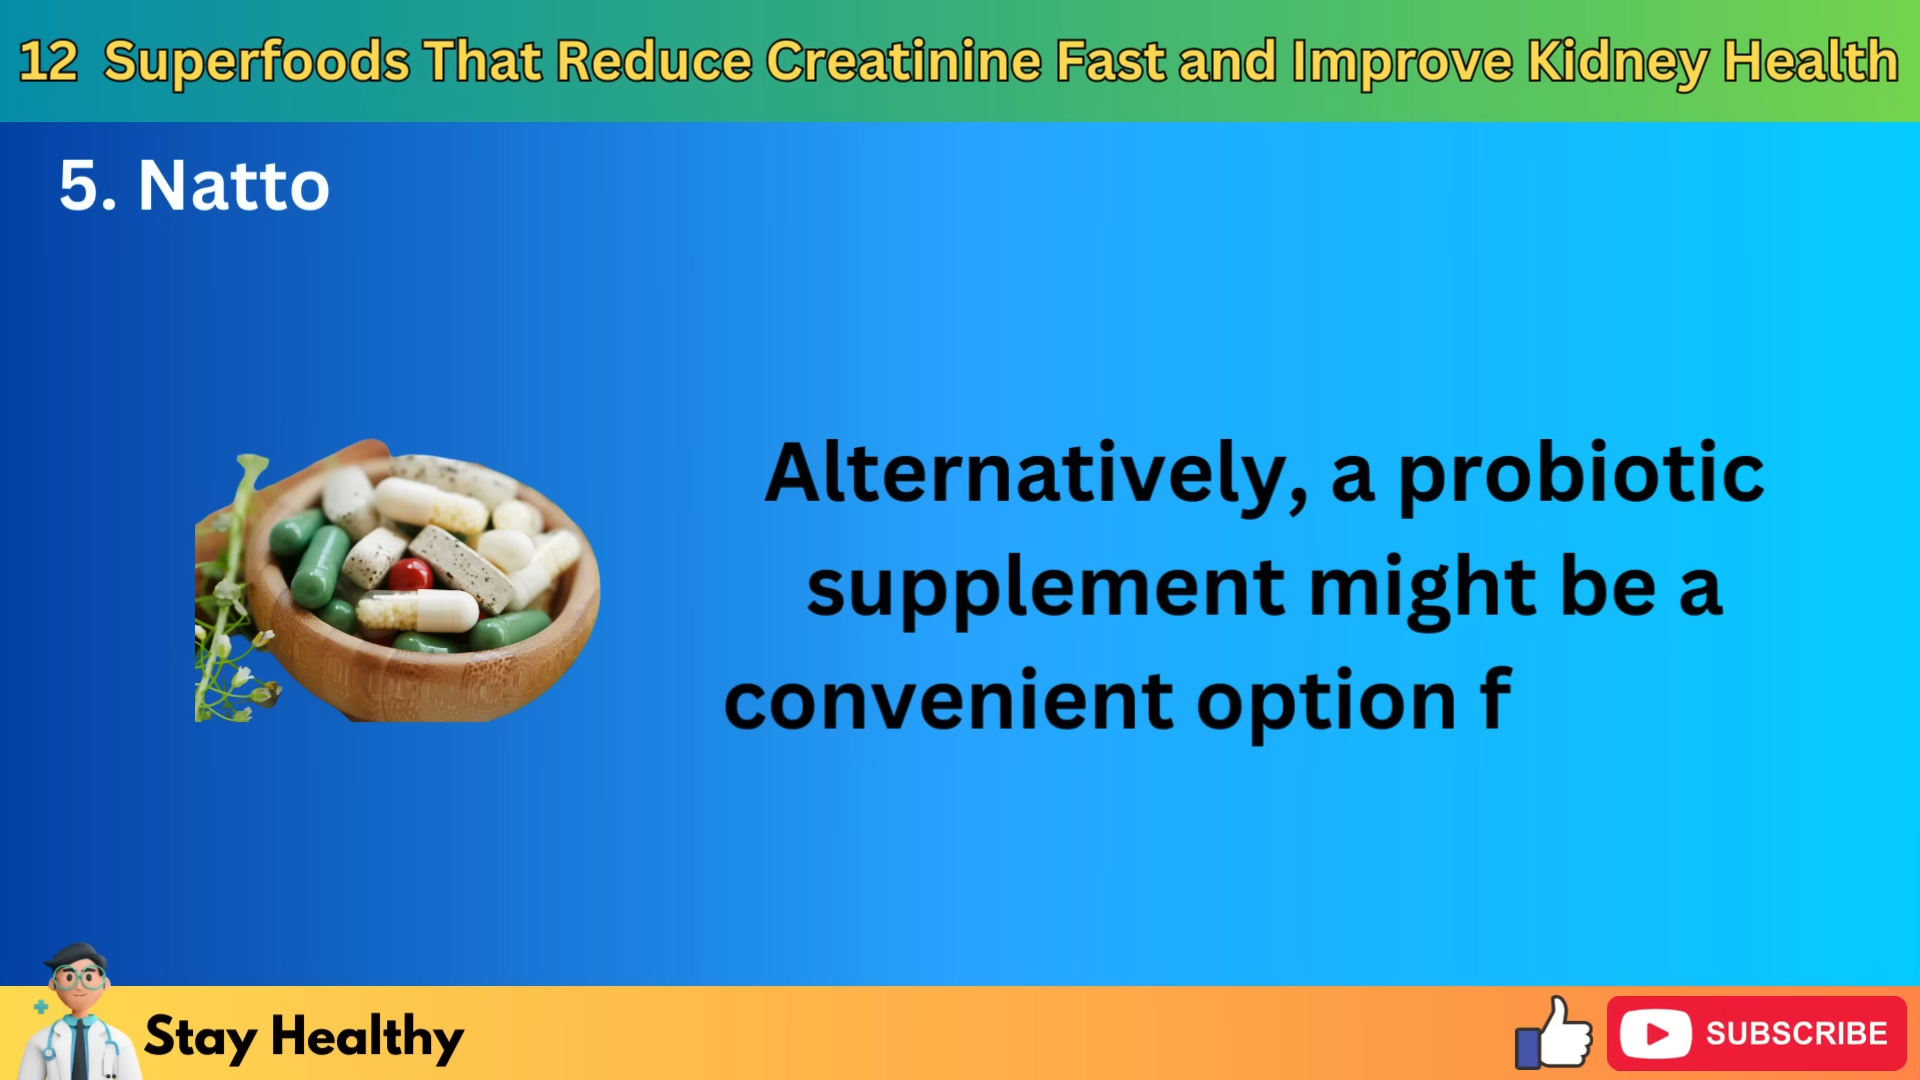 12 Superfoods That Reduce Creatinine Fast and Improve Kidney Health
5. Natto
Alternatively, a probiotic
supplement might be a
convenient option f
Stay Healthy
SUBSCRIBE